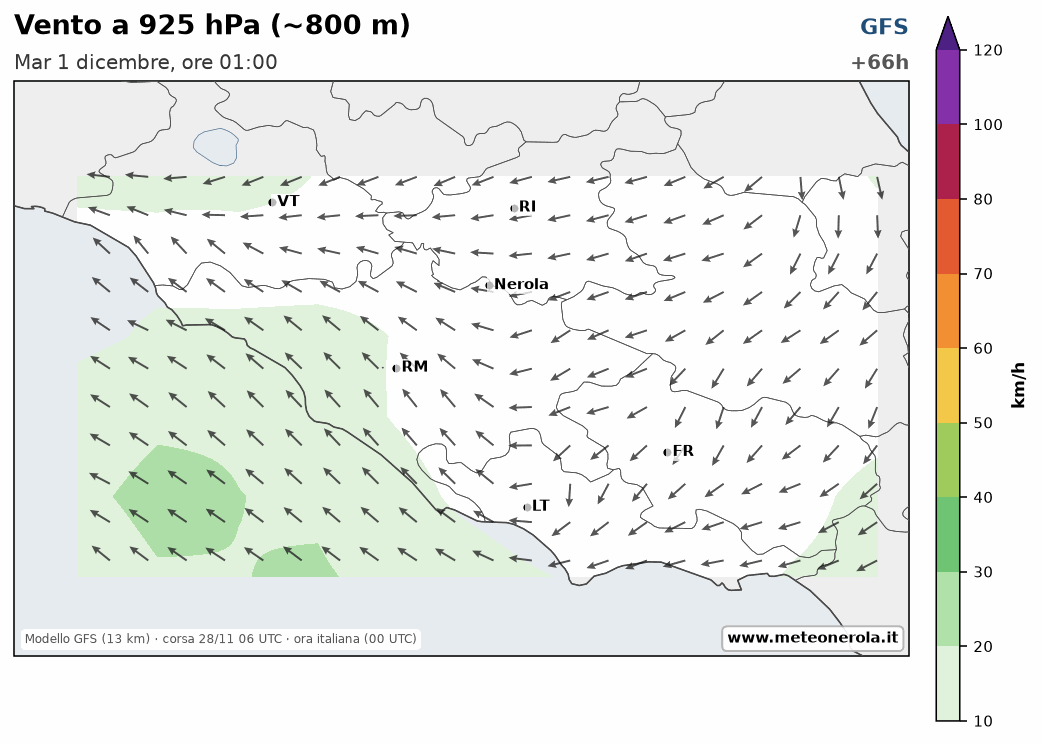 Vento a 925 hPa (~800 m)
GFS
Mar 1 dicembre, ore 01:00
+66h
VT
RI
Nerola
RM
FR
LT
120
100
80
70
60
50
40
30
20
10
km/h
Modello GFS (13 km) · corsa 28/11 06 UTC · ora italiana (00 UTC)
www.meteonerola.it